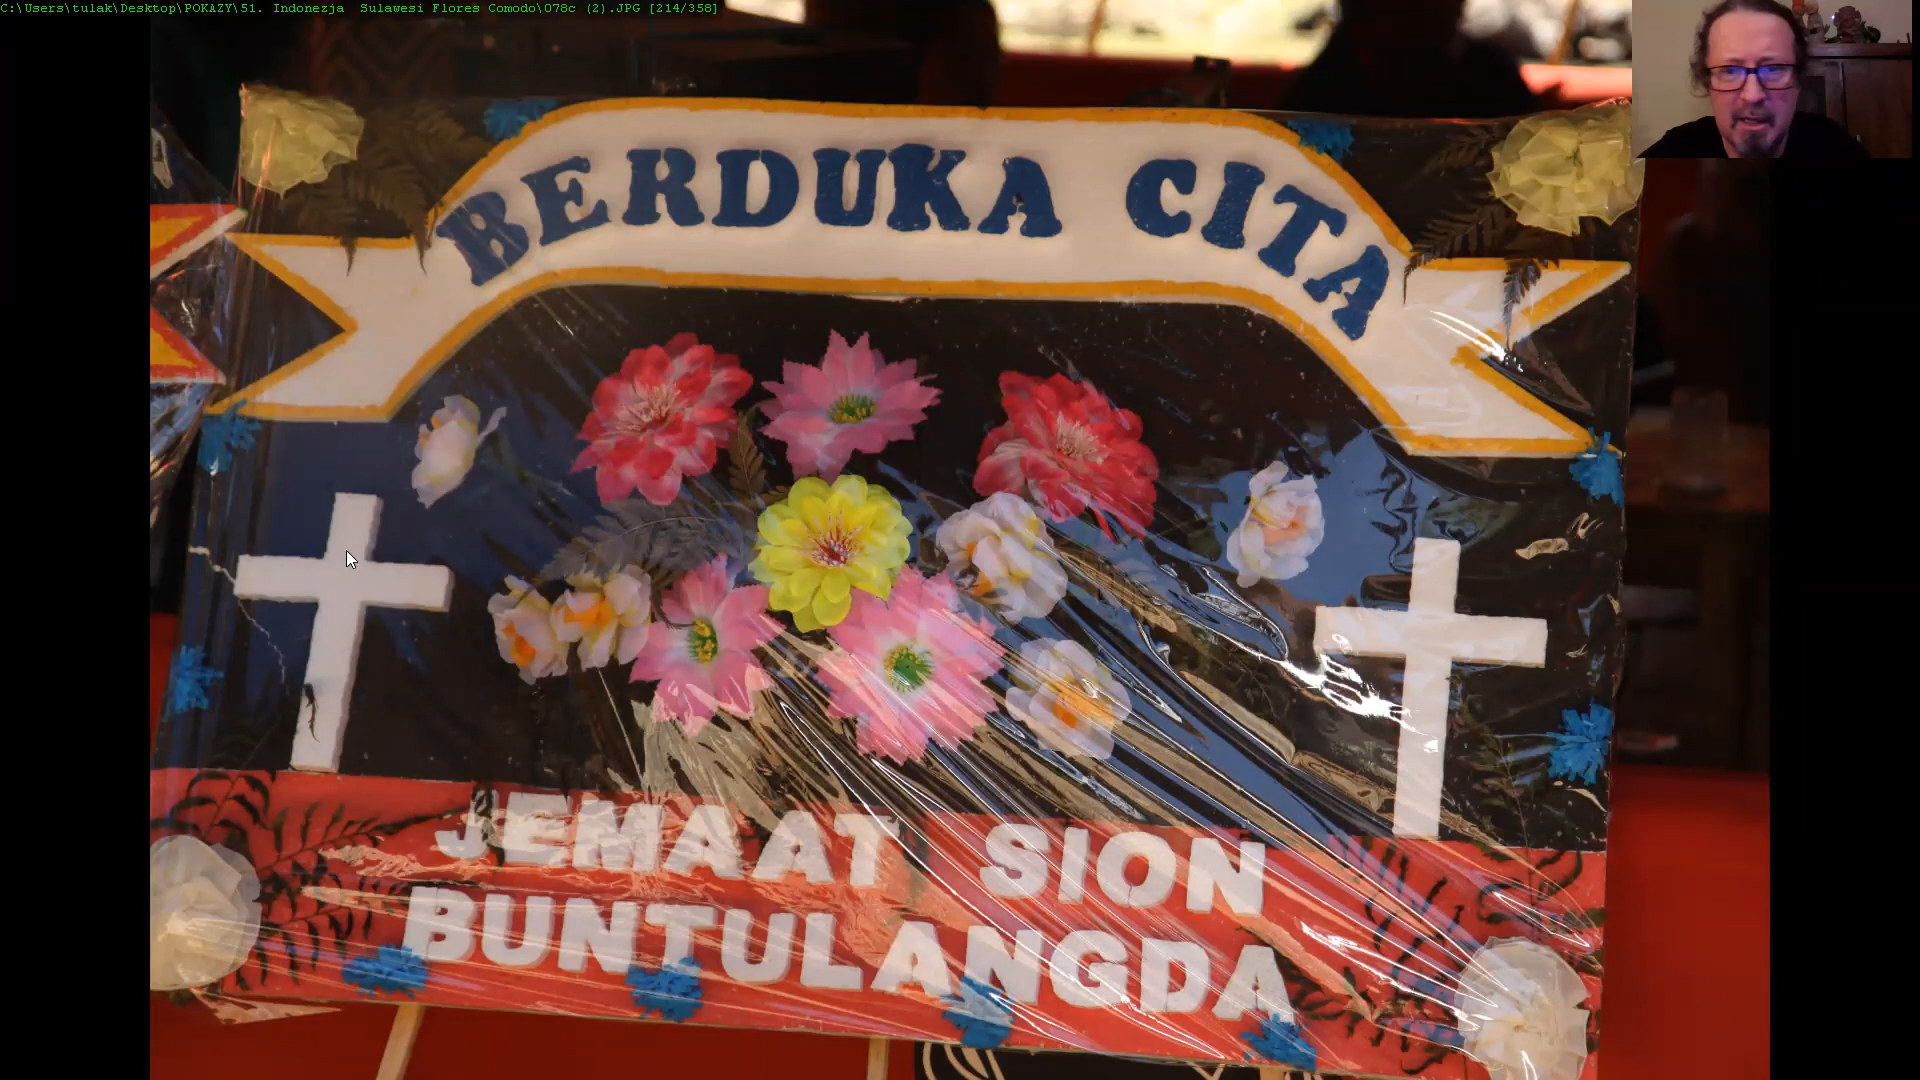 C:\Users\tulak\Desktop\POKAZY\51. Indonezja  Sulawesi Flores Comodo\078c (2).JPG [214/358]
BERDUKA CITA
JEMAAT SION
BUNTULANGDA